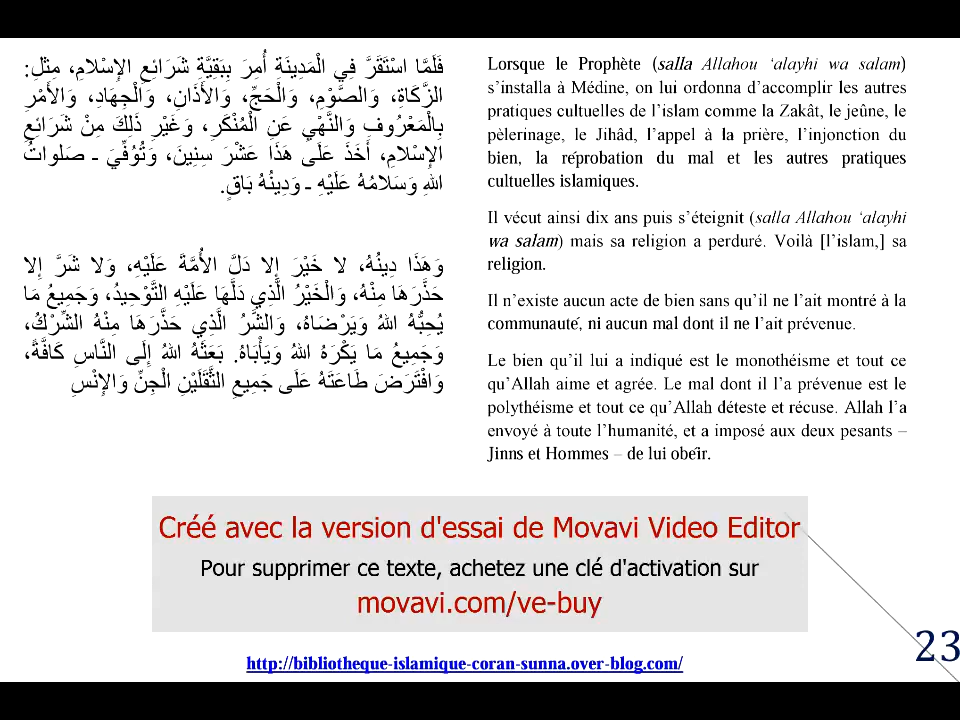 فَلَمَّا اسْتَقَرَّ فِي الْمَدِينَةِ أُمِرَ بِبَقِيَّةِ شَرَائِعِ الإِسْلامِ، مِثْلِ:
الزَّكَاةِ، وَالصَّوْمِ، وَالْحَجِّ، وَالأَذَانِ، وَالْجِهَادِ، وَالأَمْرِ
بِالْمَعْرُوفِ وَالنَّهْيِ عَنِ الْمُنْكَرِ، وَغَيْرِ ذَلِكَ مِنْ شَرَائِعِ
الإِسْلامِ، أَخَذَ عَلَى هَذَا عَشْرَ سِنِينَ، وَتُوُفِّيَ ـ صَلَواتُ
اللهِ وَسَلامُهُ عَلَيْهِ ـ وَدِينُهُ بَاقٍ.
وَهَذَا دِينُهُ، لا خَيْرَ إِلا دَلَّ الأُمَّةَ عَلَيْهِ، وَلا شَرَّ إِلا
حَذَّرَهَا مِنْهُ، وَالْخَيْرُ الَّذِي دَلَّهَا عَلَيْهِ التَّوْحِيدُ، وَجَمِيعُ مَا
يُحِبُّهُ اللهُ وَيَرْضَاهُ، وَالشَّرُّ الَّذِي حَذَّرَهَا مِنْهُ الشِّرْكُ،
وَجَمِيعُ مَا يَكْرَهُ اللهُ وَيَأْبَاهُ. بَعَثَهُ اللهُ إِلَى النَّاسِ كَافَّةً،
وَافْتَرَضَ طَاعَتَهُ عَلَى جَمِيعِ الثَّقَلَيْنِ الْجِنِّ وَالإِنْسِ
Lorsque le Prophète (salla Allahou ‘alayhi wa salam)
s’installa à Médine, on lui ordonna d’accomplir les autres
pratiques cultuelles de l’islam comme la Zakât, le jeûne, le
pèlerinage, le Jihâd, l’appel à la prière, l’injonction du
bien, la réprobation du mal et les autres pratiques
cultuelles islamiques.
Il vécut ainsi dix ans puis s’éteignit (salla Allahou ‘alayhi
wa salam) mais sa religion a perduré. Voilà [l’islam,] sa
religion.
Il n’existe aucun acte de bien sans qu’il ne l’ait montré à la
communauté, ni aucun mal dont il ne l’ait prévenue.
Le bien qu’il lui a indiqué est le monothéisme et tout ce
qu’Allah aime et agrée. Le mal dont il l’a prévenue est le
polythéisme et tout ce qu’Allah déteste et récuse. Allah l’a
envoyé à toute l’humanité, et a imposé aux deux pesants –
Jinns et Hommes – de lui obéir.
Créé avec la version d'essai de Movavi Video Editor
Pour supprimer ce texte, achetez une clé d'activation sur
movavi.com/ve-buy
23
http://bibliotheque-islamique-coran-sunna.over-blog.com/